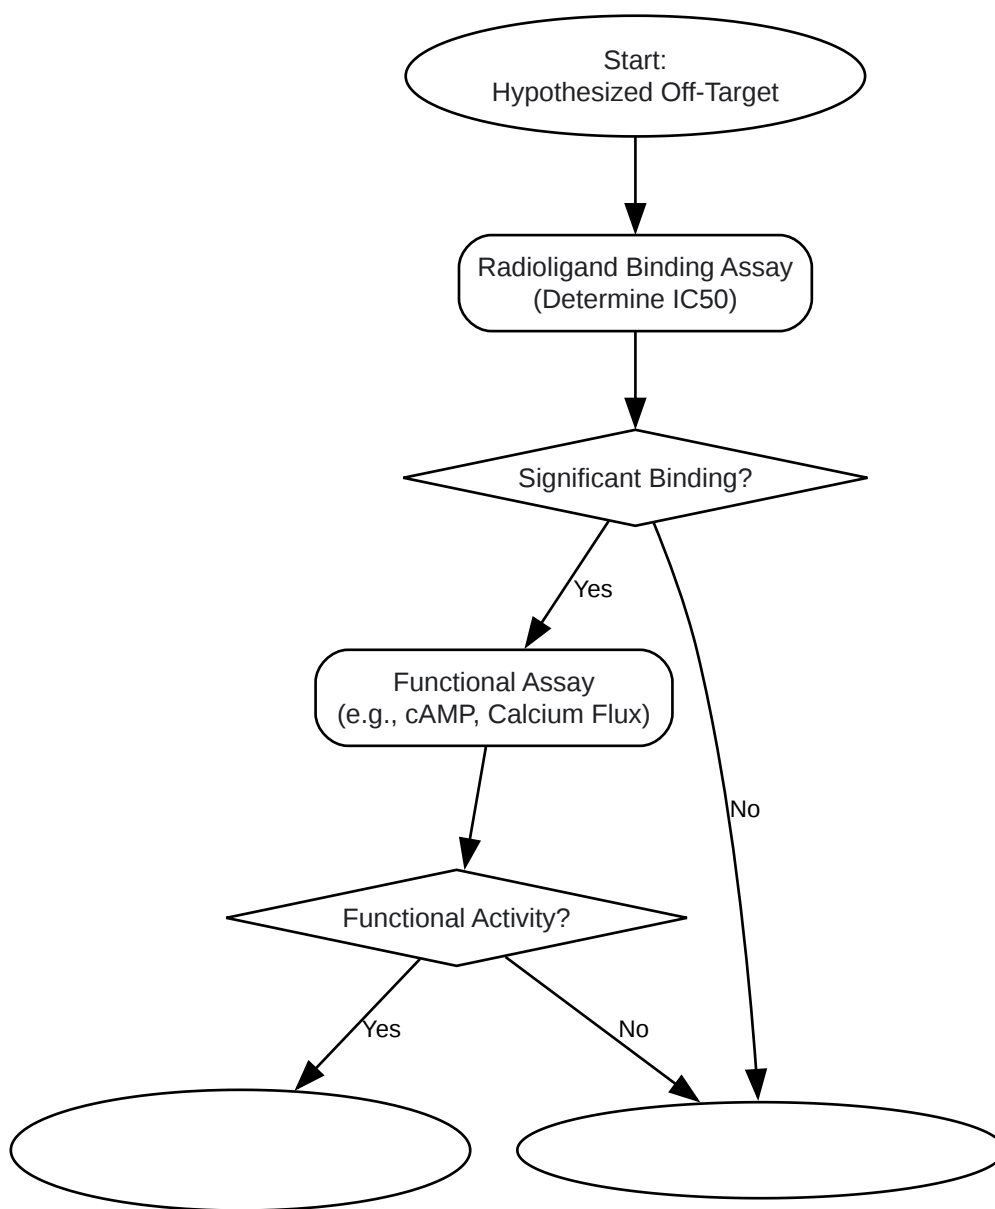 Start:
Hypothesized Off-Target
Radioligand Binding Assay
(Determine IC50)
Significant Binding?
Yes
Functional Assay
(e.g., cAMP, Calcium Flux)
No
Functional Activity?
Yes
No